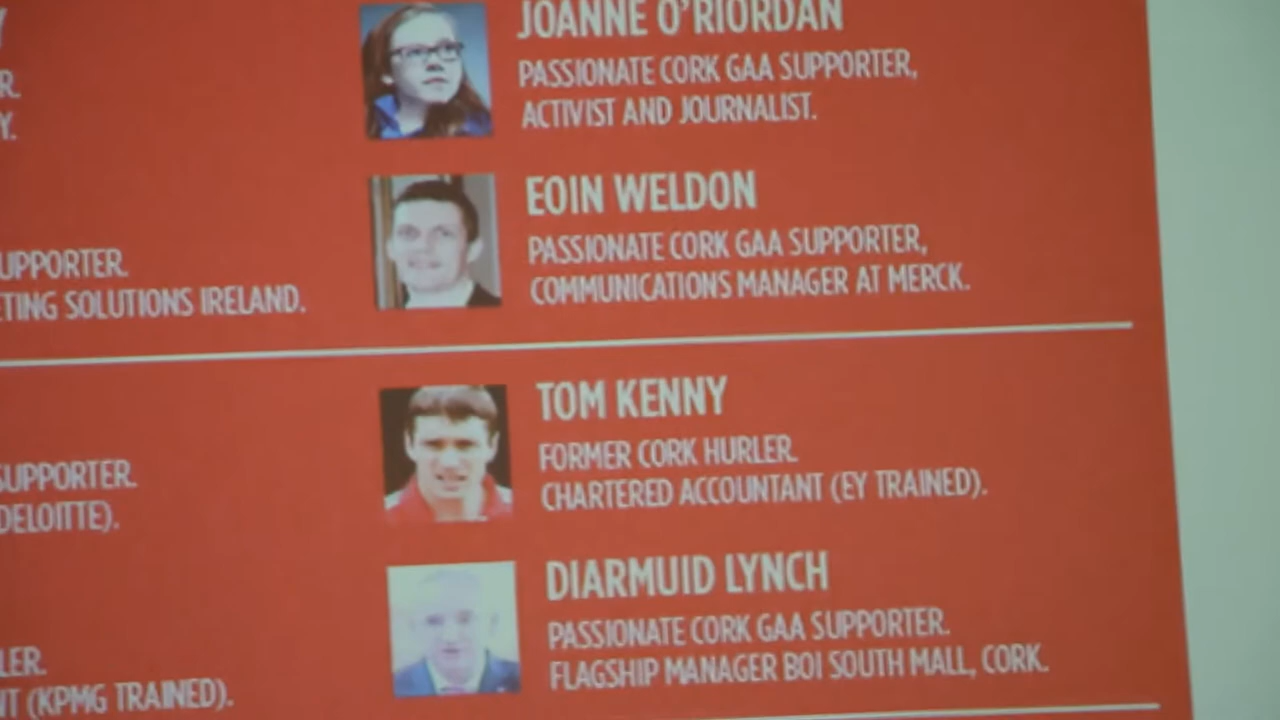 Y
R.
Y.
UPPORTER.
ETING SOLUTIONS IRELAND.
JOANNE O'RIORDAN
PASSIONATE CORK GAA SUPPORTER,
ACTIVIST AND JOURNALIST.
EOIN WELDON
PASSIONATE CORK GAA SUPPORTER,
COMMUNICATIONS MANAGER AT MERCK.
SUPPORTER.
DELOITTE).
TOM KENNY
FORMER CORK HURLER.
CHARTERED ACCOUNTANT (EY TRAINED).
LER.
NT (KPMG TRAINED).
DIARMUID LYNCH
PASSIONATE CORK GAA SUPPORTER.
FLAGSHIP MANAGER BOI SOUTH MALL, CORK.